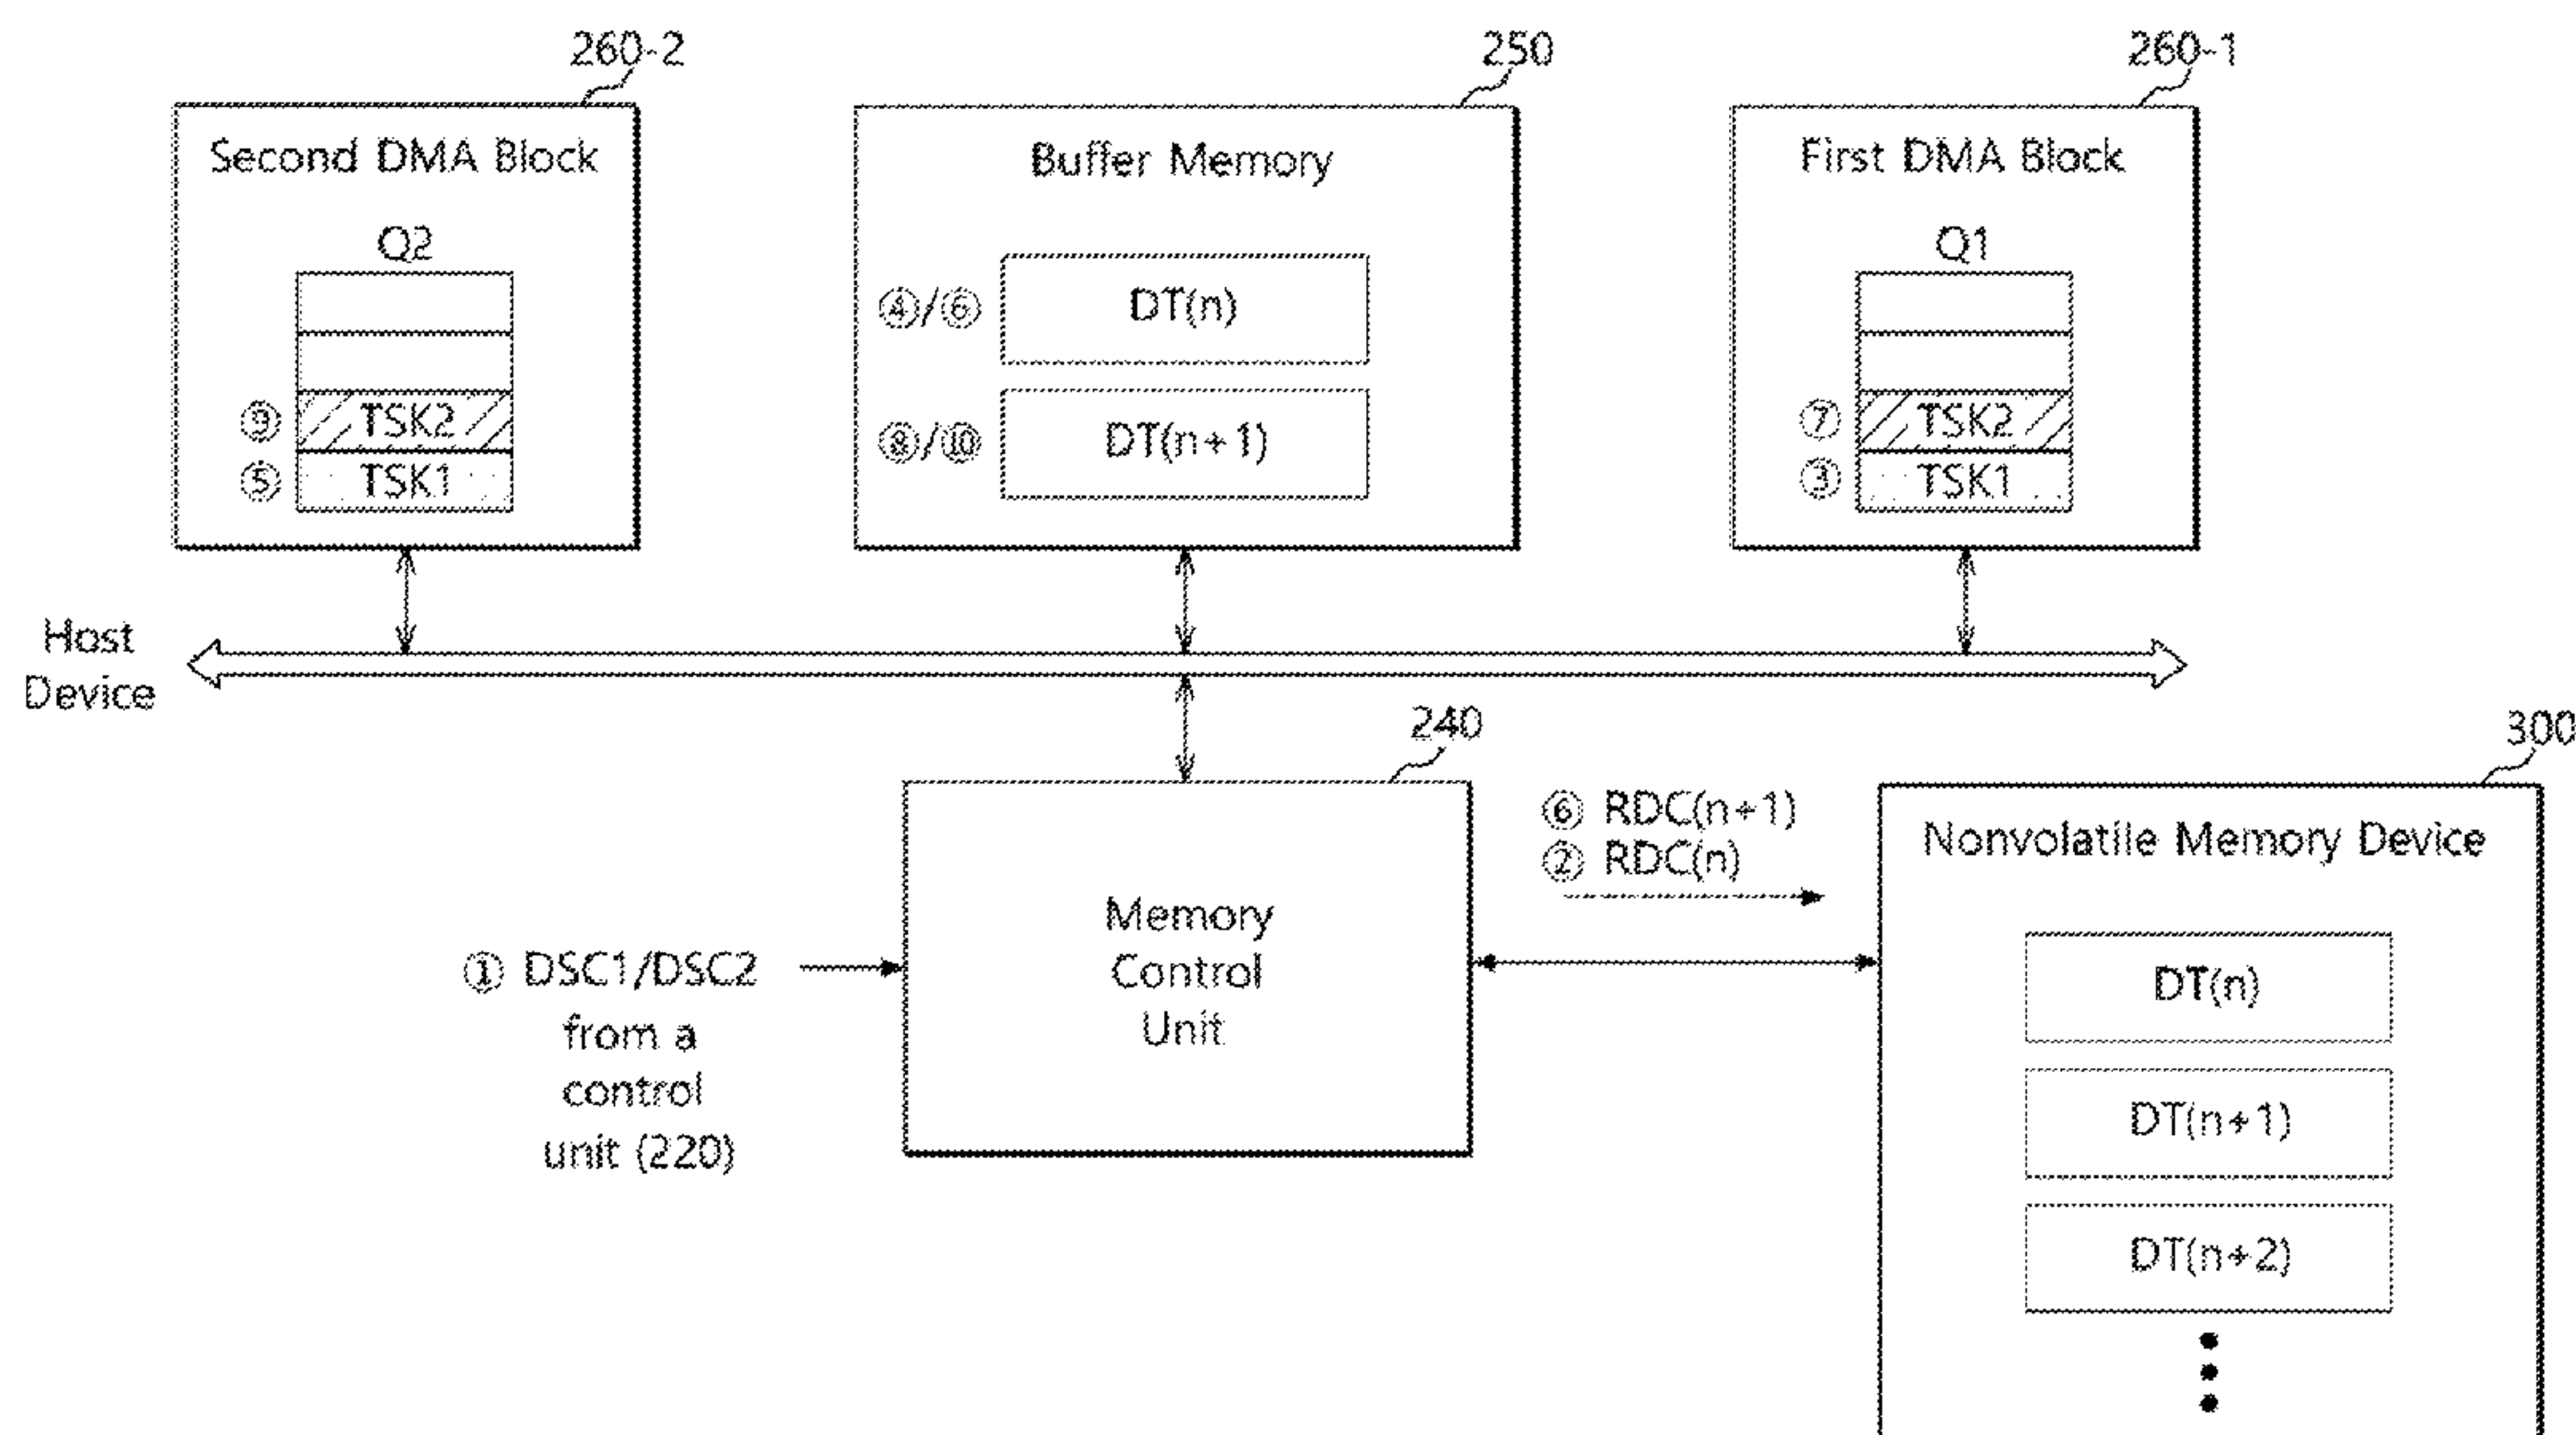 260-2
250
260-1
Second DMA Block
Buffer Memory
First DMA Block
Q2
Q1
④/⑥ DT(n)
⑨ TSK2
⑧/⑩ DT(n+1)
⑦ TSK2
⑤ TSK1
③ TSK1
Host
Device
240
300
⑥ RDC(n+1)
② RDC(n)
Nonvolatile Memory Device
Memory
Control
Unit
① DSC1/DSC2
from a
control
unit (220)
DT(n)
DT(n+1)
DT(n+2)